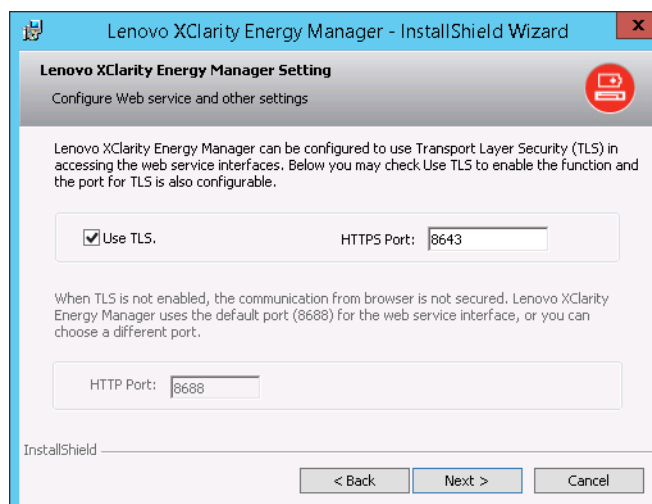 Lenovo XClarity Energy Manager - InstallShield Wizard
x
Lenovo XClarity Energy Manager Setting
Configure Web service and other settings
Lenovo XClarity Energy Manager can be configured to use Transport Layer Security (TLS) in
accessing the web service interfaces. Below you may check Use TLS to enable the function and
the port for TLS is also configurable.
Use TLS. HTTPS Port: 8643
When TLS is not enabled, the communication from browser is not secured. Lenovo XClarity
Energy Manager uses the default port (8688) for the web service interface, or you can
choose a different port.
HTTP Port: 8688
InstallShield
< Back Next > Cancel